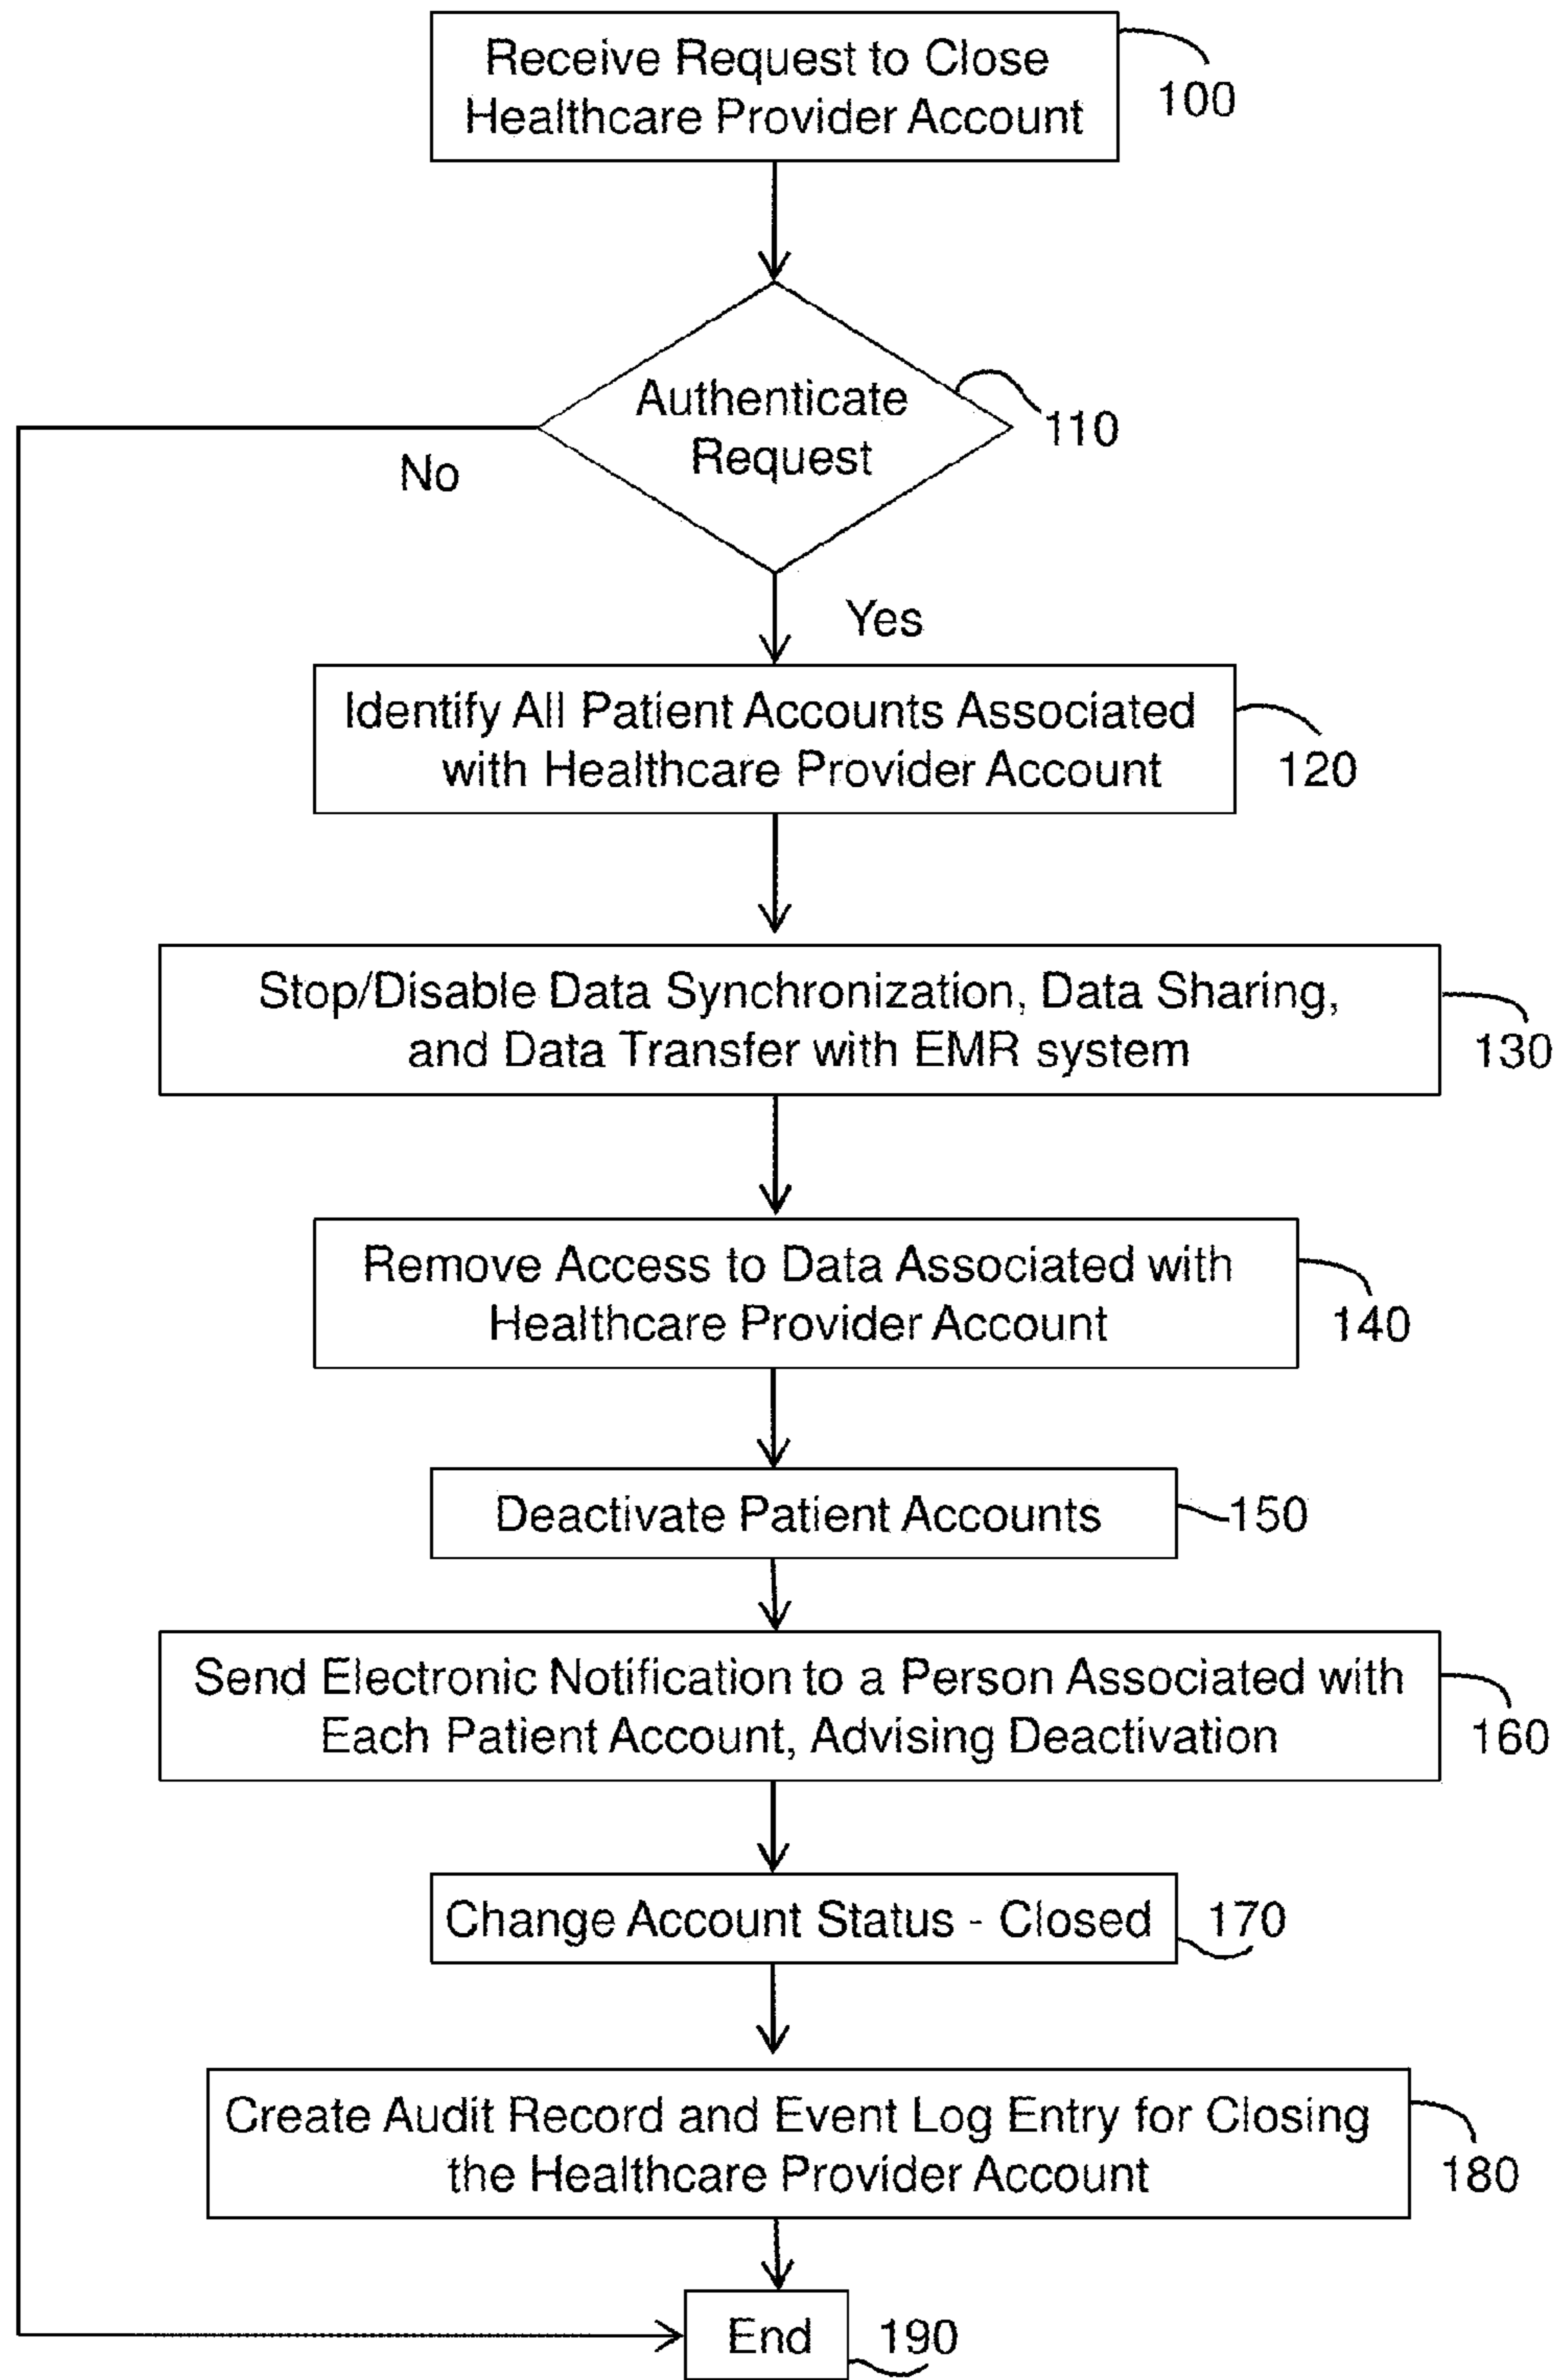 Receive Request to Close
Healthcare Provider Account
100
Authenticate
Request
110
No
Yes
Identify All Patient Accounts Associated
with Healthcare Provider Account
120
Stop/Disable Data Synchronization, Data Sharing,
and Data Transfer with EMR system
130
Remove Access to Data Associated with
Healthcare Provider Account
140
Deactivate Patient Accounts
150
Send Electronic Notification to a Person Associated with
Each Patient Account, Advising Deactivation
160
Change Account Status - Closed
170
Create Audit Record and Event Log Entry for Closing
the Healthcare Provider Account
180
End
190